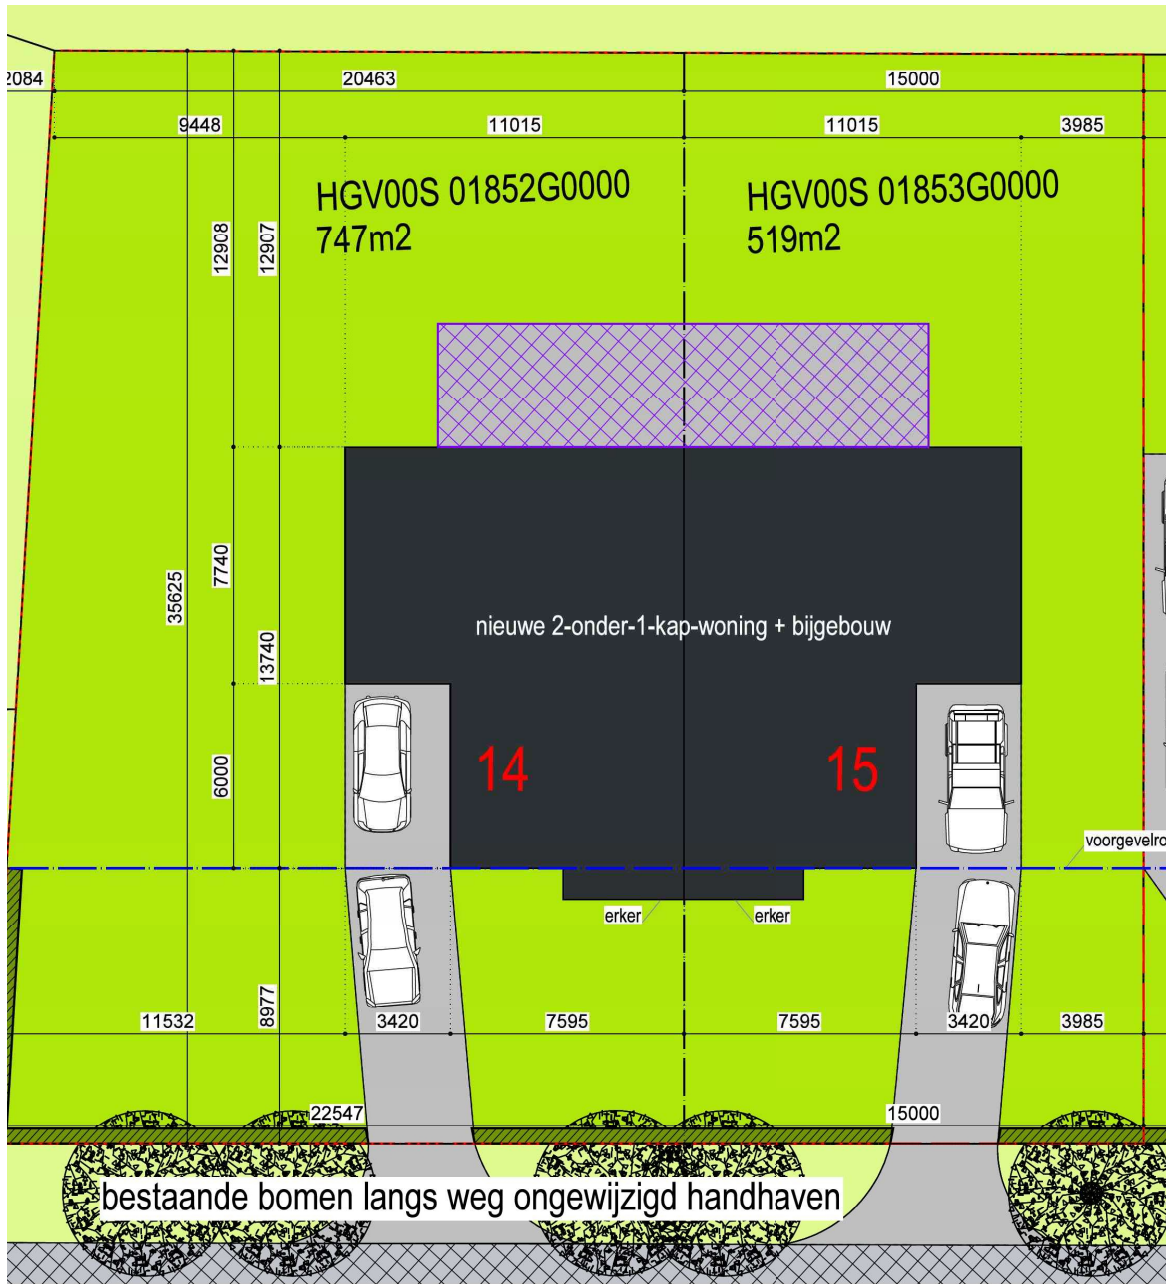 2084
20463
15000
9448
11015
11015
3985
HGV00S 01852G0000
747m2
HGV00S 01853G0000
519m2
12908
12907
7740
35625
13740
6000
nieuwe 2-onder-1-kap-woning + bijgebouw
14
15
voorgevelro
erker
erker
8977
11532
3420
7595
7595
3420
3985
22547
15000
bestaande bomen langs weg ongewijzigd handhaven